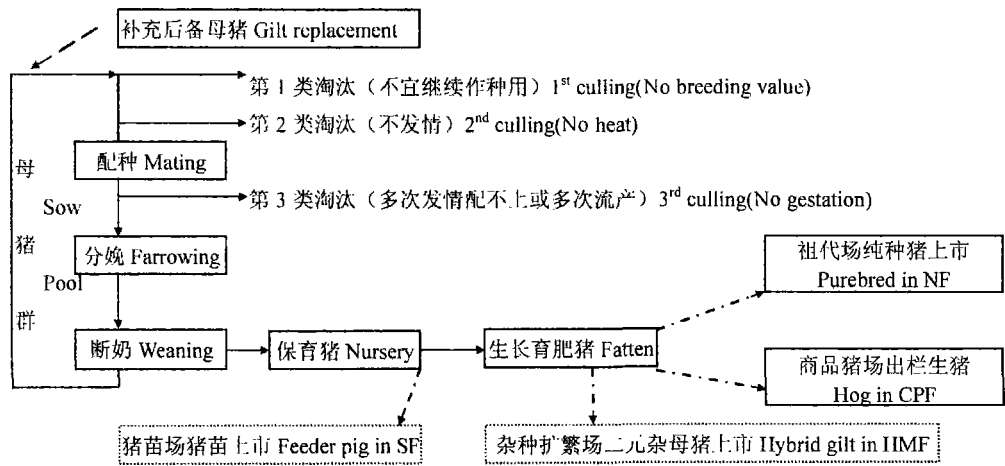 补充后备母猪 Gilt replacement
第 1 类淘汰（不宜继续作种用）1st culling(No breeding value)
第 2 类淘汰（不发情）2nd culling(No heat)
母
配种 Mating
第 3 类淘汰（多次发情配不上或多次流产）3rd culling(No gestation)
Sow
猪
分娩 Farrowing
祖代场纯种猪上市
Purebred in NF
Pool
群
断奶 Weaning
保育猪 Nursery
生长育肥猪 Fatten
商品猪场出栏生猪
Hog in CPF
猪苗场猪苗上市 Feeder pig in SF
杂种扩繁场二元杂母猪上市 Hybrid gilt in HMF